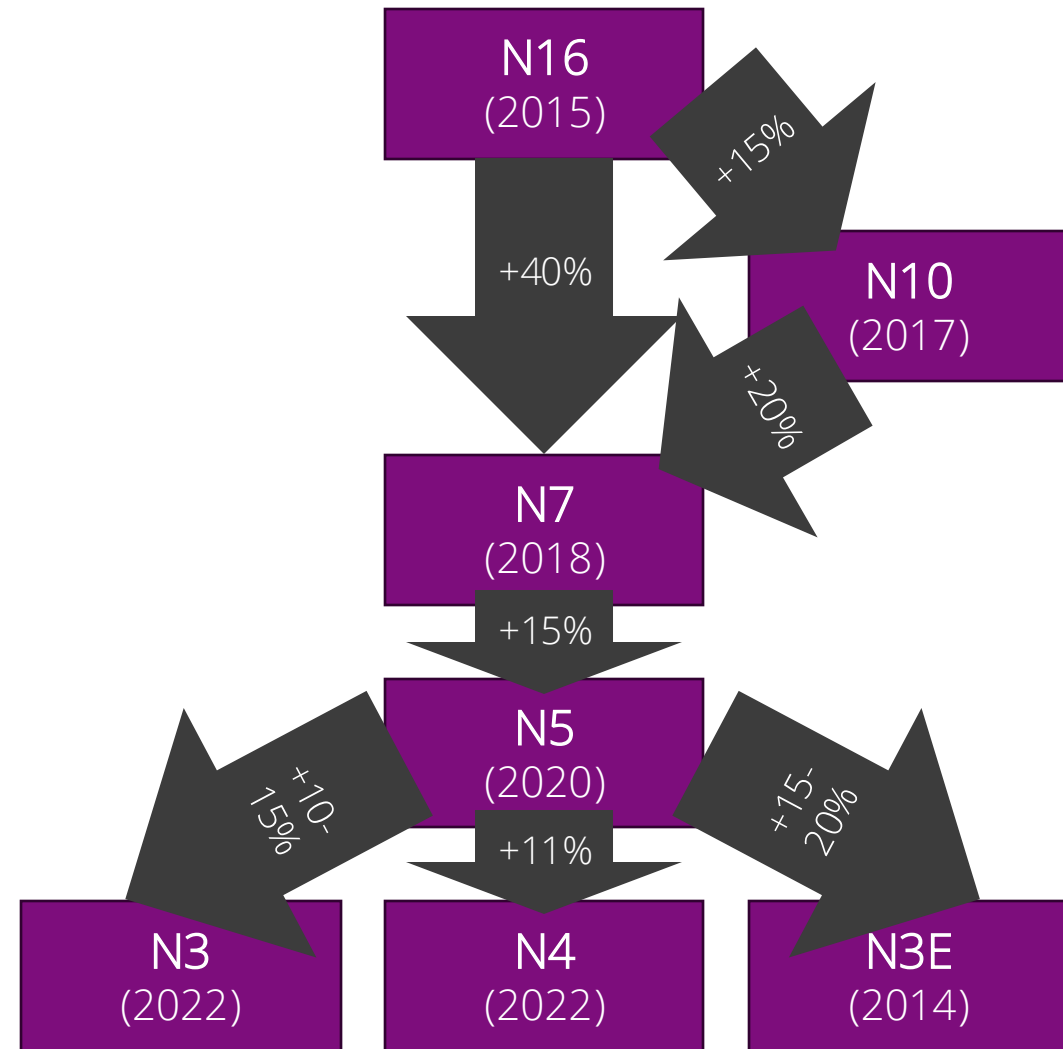 N16
(2015)
+15%
+40%
N10
(2017)
+20%
N7
(2018)
+15%
N5
(2020)
+10-
15%
+11%
+15-
20%
N3
(2022)
N4
(2022)
N3E
(2014)